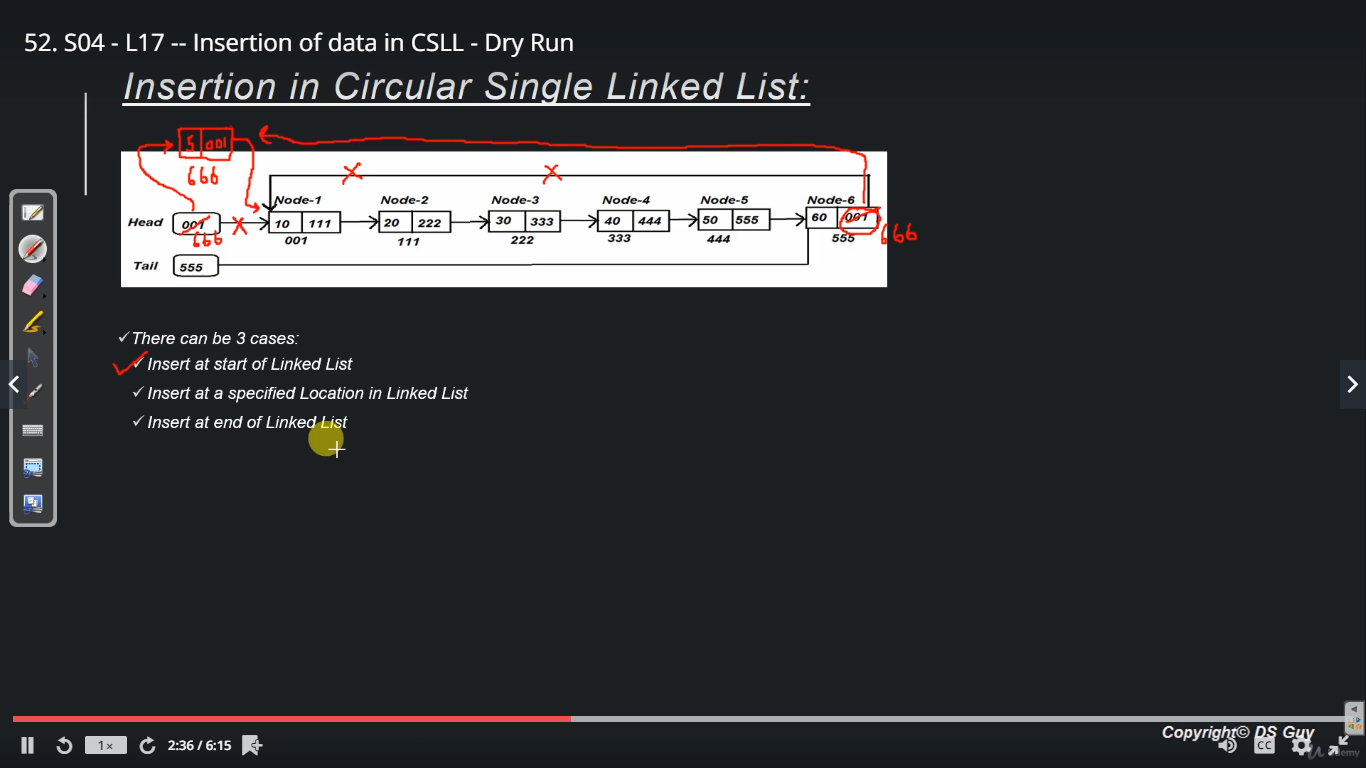 52. S04 - L17 -- Insertion of data in CSLL - Dry Run
Insertion in Circular Single Linked List:
5 001
666
Node-1 Node-2 Node-3 Node-4 Node-5 Node-6
Head 001 10 111 20 222 30 333 40 444 50 555 60 001
666 001 111 222 333 444 555 666
Tail 555
✓There can be 3 cases:
✓Insert at start of Linked List
✓Insert at a specified Location in Linked List
✓Insert at end of Linked List
Copyright© DS Guy
1× 2:36 / 6:15 CC